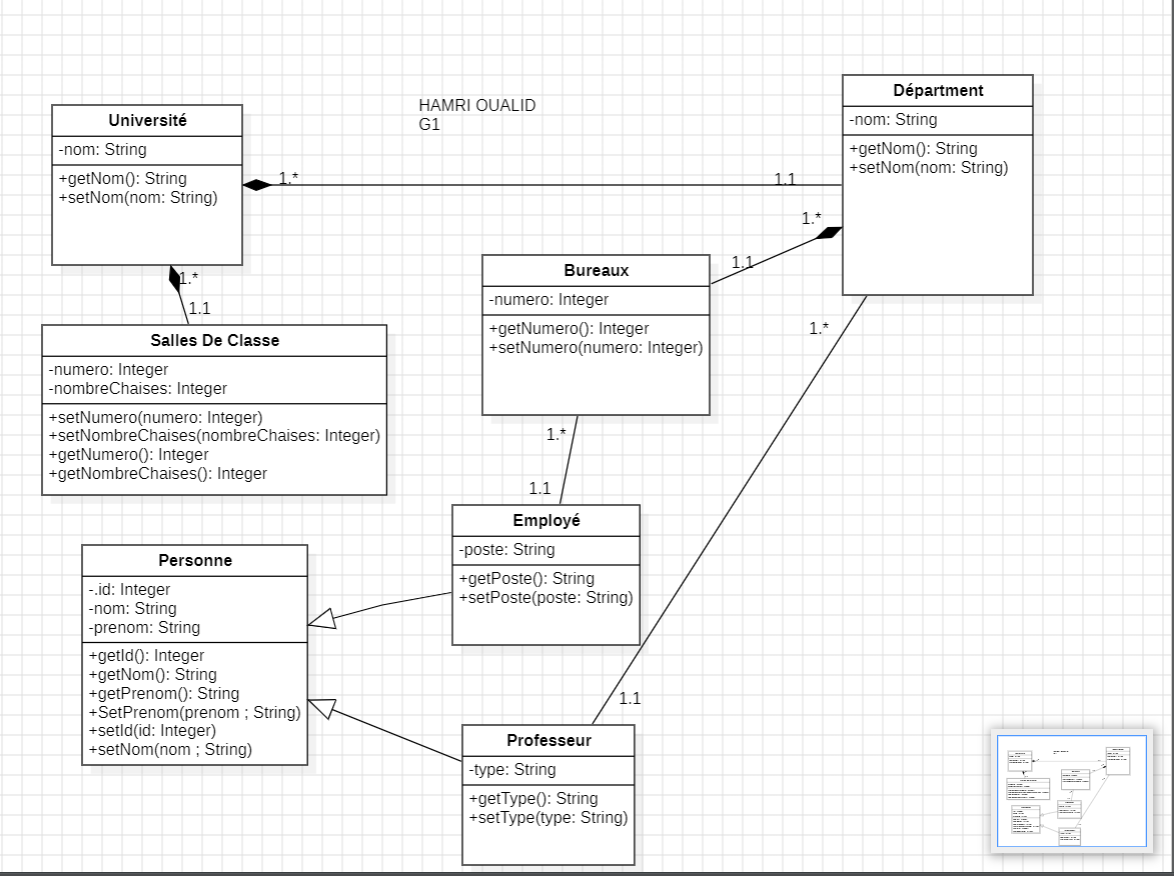 HAMRI OUALID
G1
Université
-nom: String
+getNom(): String
+setNom(nom: String)
1.*
1.1
Départment
-nom: String
+getNom(): String
+setNom(nom: String)
1.*
1.1
1.*
1.1
Bureaux
-numero: Integer
+getNumero(): Integer
+setNumero(numero: Integer)
Salles De Classe
-numero: Integer
-nombreChaises: Integer
+setNumero(numero: Integer)
+setNombreChaises(nombreChaises: Integer)
+getNumero(): Integer
+getNombreChaises(): Integer
1.*
1.1
1.*
1.1
Employé
-poste: String
+getPoste(): String
+setPoste(poste: String)
Personne
-.id: Integer
-nom: String
-prenom: String
+getId(): Integer
+getNom(): String
+getPrenom(): String
+SetPrenom(prenom ; String)
+setId(id: Integer)
+setNom(nom ; String)
Professeur
-type: String
+getType(): String
+setType(type: String)